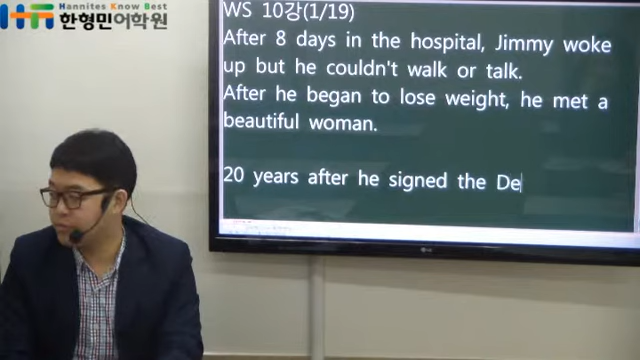 Hannites Know Best
한형민어학원
WS 10강(1/19)
After 8 days in the hospital, Jimmy woke
up but he couldn't walk or talk.
After he began to lose weight, he met a
beautiful woman.
20 years after he signed the De
LG